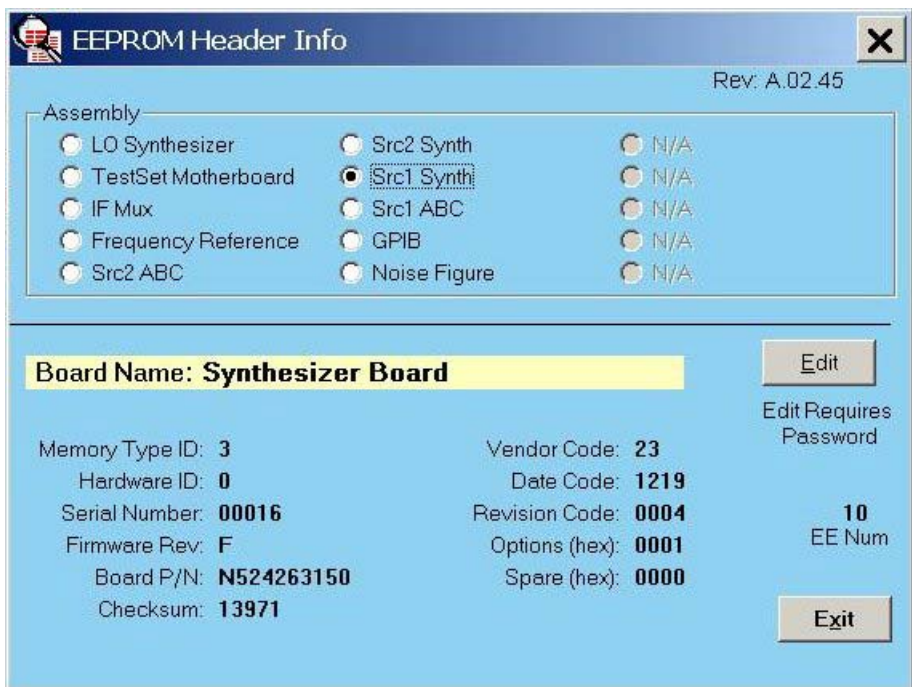 EEPROM Header Info
Rev: A.02.45
Assembly
LO Synthesizer
TestSet Motherboard
IF Mux
Frequency Reference
Src2 ABC
Src2 Synth
Src1 Synth
Src1 ABC
GPIB
Noise Figure
N/A
N/A
N/A
N/A
N/A
Board Name: Synthesizer Board
Edit
Edit Requires
Password
Memory Type ID: 3
Hardware ID: 0
Serial Number: 00016
Firmware Rev: F
Board P/N: N524263150
Checksum: 13971
Vendor Code: 23
Date Code: 1219
Revision Code: 0004
Options (hex): 0001
Spare (hex): 0000
10
EE Num
Exit